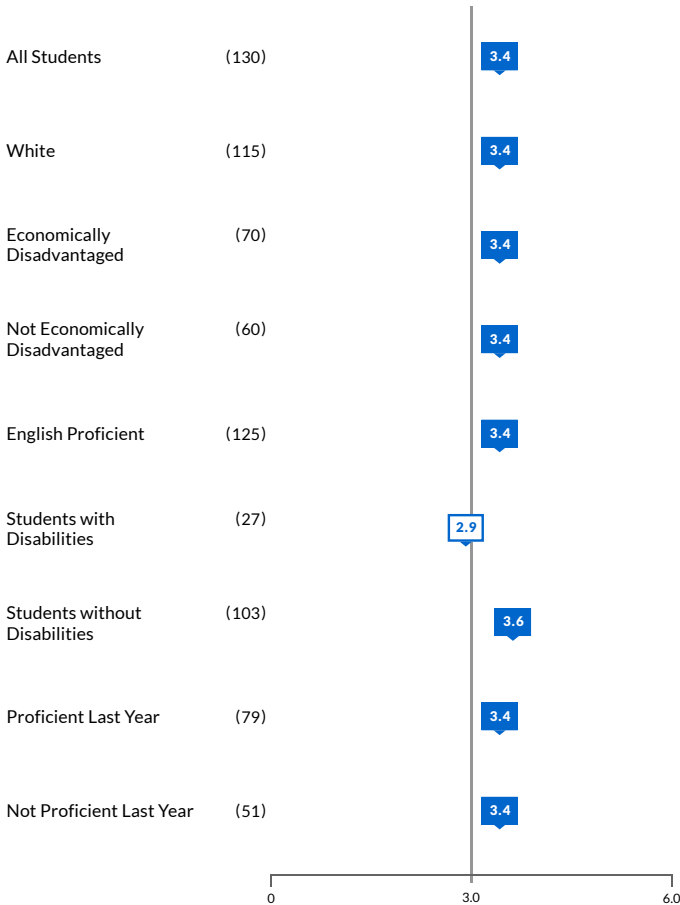 All Students (130) 3.4
White (115) 3.4
Economically (70)
Disadvantaged 3.4
Not Economically (60)
Disadvantaged 3.4
English Proficient (125) 3.4
Students with (27)
Disabilities 2.9
Students without (103)
Disabilities 3.6
Proficient Last Year (79) 3.4
Not Proficient Last Year (51) 3.4
0 3.0 6.0